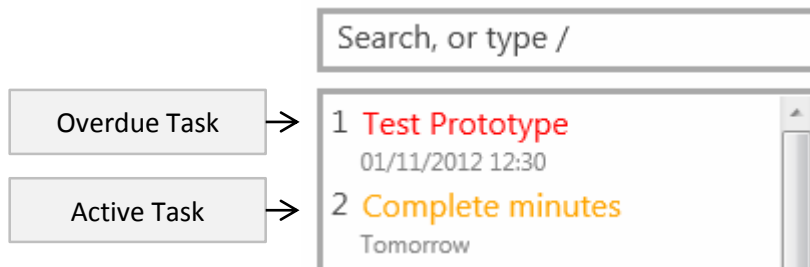 Search, or type /
Overdue Task
1 Test Prototype
01/11/2012 12:30
Active Task
2 Complete minutes
Tomorrow